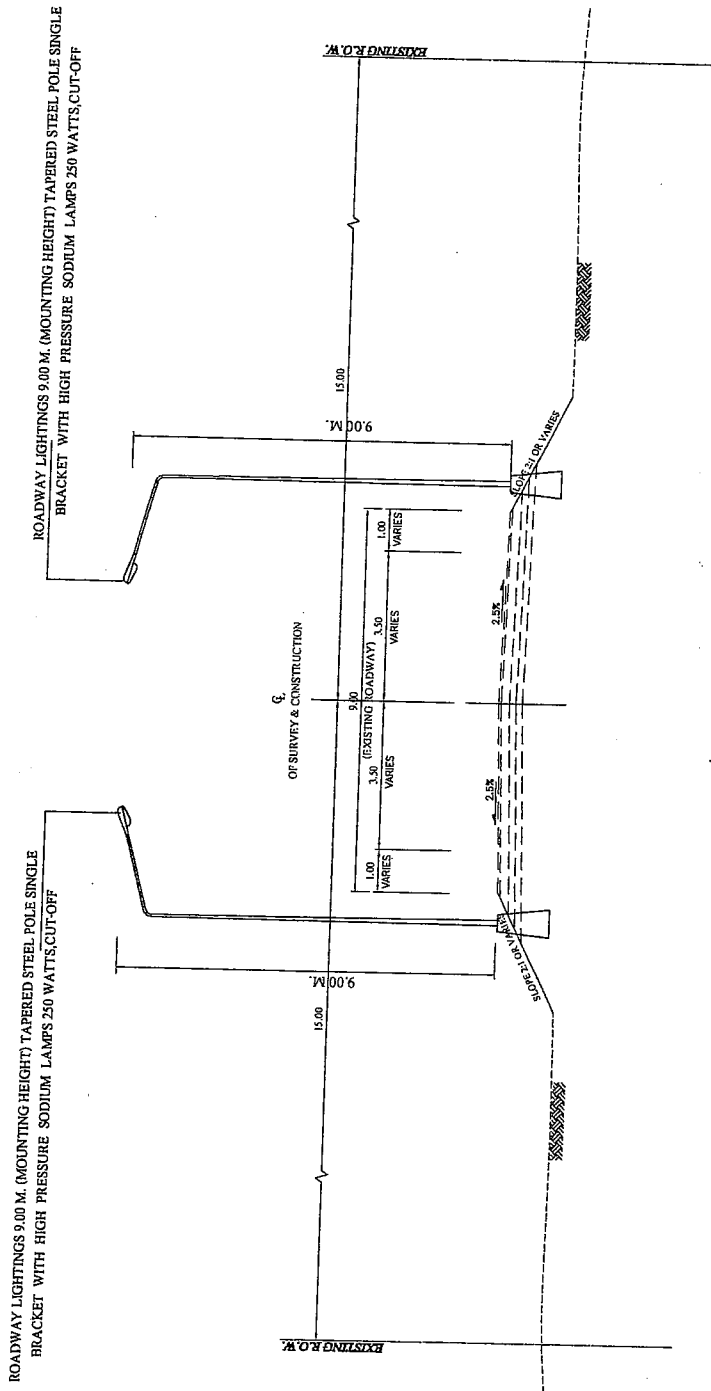 ROADWAY LIGHTINGS 9.00 M. (MOUNTING HEIGHT) TAPERED STEEL POLE SINGLE
BRACKET WITH HIGH PRESSURE SODIUM LAMPS 250 WATTS,CUT-OFF
ROADWAY LIGHTINGS 9.00 M. (MOUNTING HEIGHT) TAPERED STEEL POLE SINGLE
BRACKET WITH HIGH PRESSURE SODIUM LAMPS 250 WATTS,CUT-OFF
EXISTING R.O.W.
EXISTING R.O.W.
15.00
15.00
9.00 M.
9.00 M.
℄
OF SURVEY & CONSTRUCTION
9.00
(EXISTING ROADWAY)
1.00
VARIES
3.50
VARIES
3.50
VARIES
1.00
VARIES
2.5%
2.5%
SLOPE 2:1 OR VARIES
SLOPE 2:1 OR VARIES